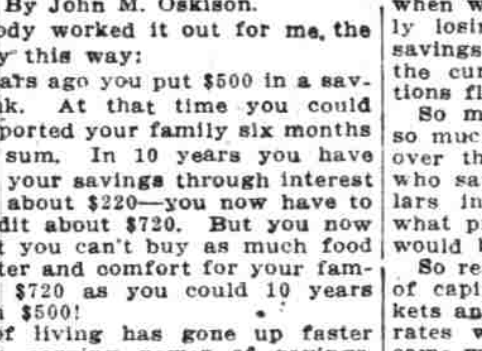 By John M. Oskison.
ody worked it out for me, the
y this way:
ars ago you put $500 in a sav-
k. At that time you could
ported your family six months
sum. In 10 years you have
your savings through interest
about $220—you now have to
dit about $720. But you now
t you can't buy as much food
ter and comfort for your fam-
$720 as you could 10 years
$500!
of living has gone up faster
when w
ly losin
savings
the cur
tions fl
So m
so muc
over th
who sa
lars in
what p
would b
So re
of capi
kets an
rates w